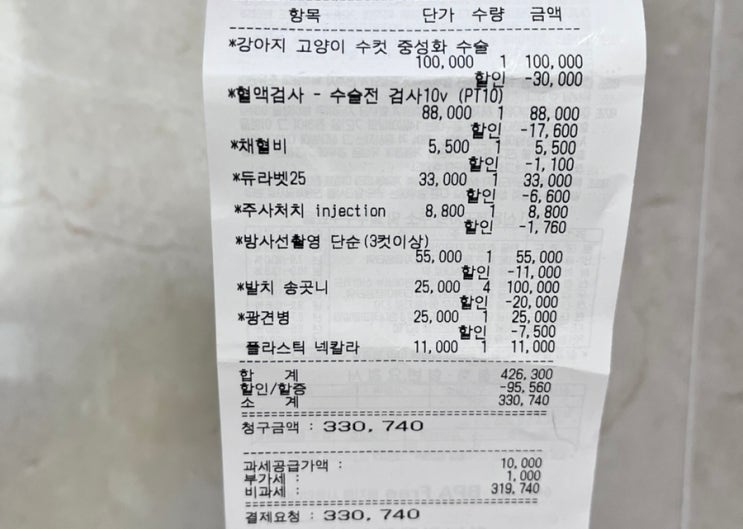 항목 단가 수량 금액
*강아지 고양이 수컷 중성화 수술
100,000 1 100,000
할인 -30,000
*혈액검사 - 수술전 검사10v (PT10)
88,000 1 88,000
할인 -17,600
*채혈비 5,500 1 5,500
할인 -1,100
*듀라벳25 33,000 1 33,000
할인 -6,600
*주사처치 injection 8,800 1 8,800
할인 -1,760
*방사선촬영 단순(3컷이상)
55,000 1 55,000
할인 -11,000
*발치 송곳니 25,000 4 100,000
할인 -20,000
*광견병 25,000 1 25,000
할인 -7,500
플라스틱 넥칼라 11,000 1 11,000
합 계 426,300
할인/할증 -95,560
소 계 330,740
청구금액 : 330,740
과세공급가액 : 10,000
부가세 : 1,000
비과세 : 319,740
결제요청 : 330,740